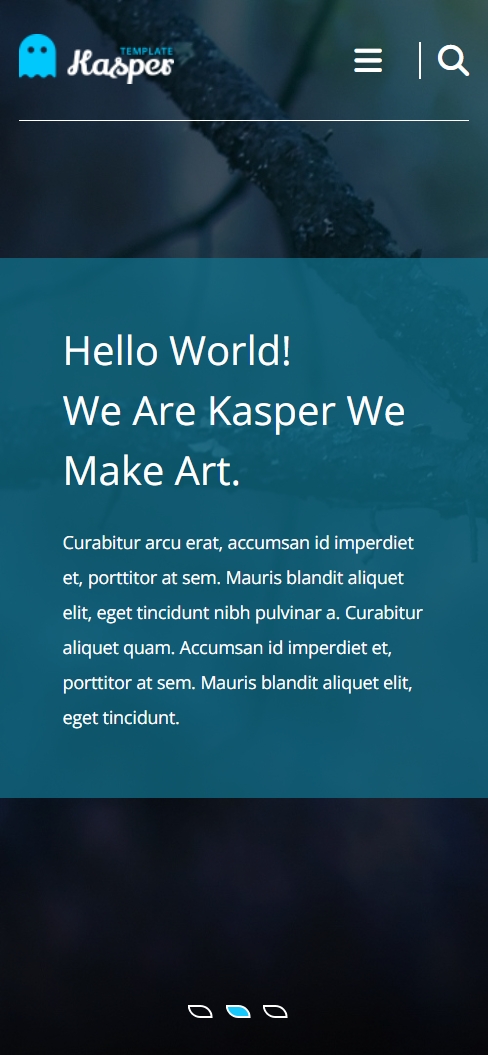 TEMPLATE
Kasper
Hello World!
We Are Kasper We
Make Art.
Curabitur arcu erat, accumsan id imperdiet
et, porttitor at sem. Mauris blandit aliquet
elit, eget tincidunt nibh pulvinar a. Curabitur
aliquet quam. Accumsan id imperdiet et,
porttitor at sem. Mauris blandit aliquet elit,
eget tincidunt.